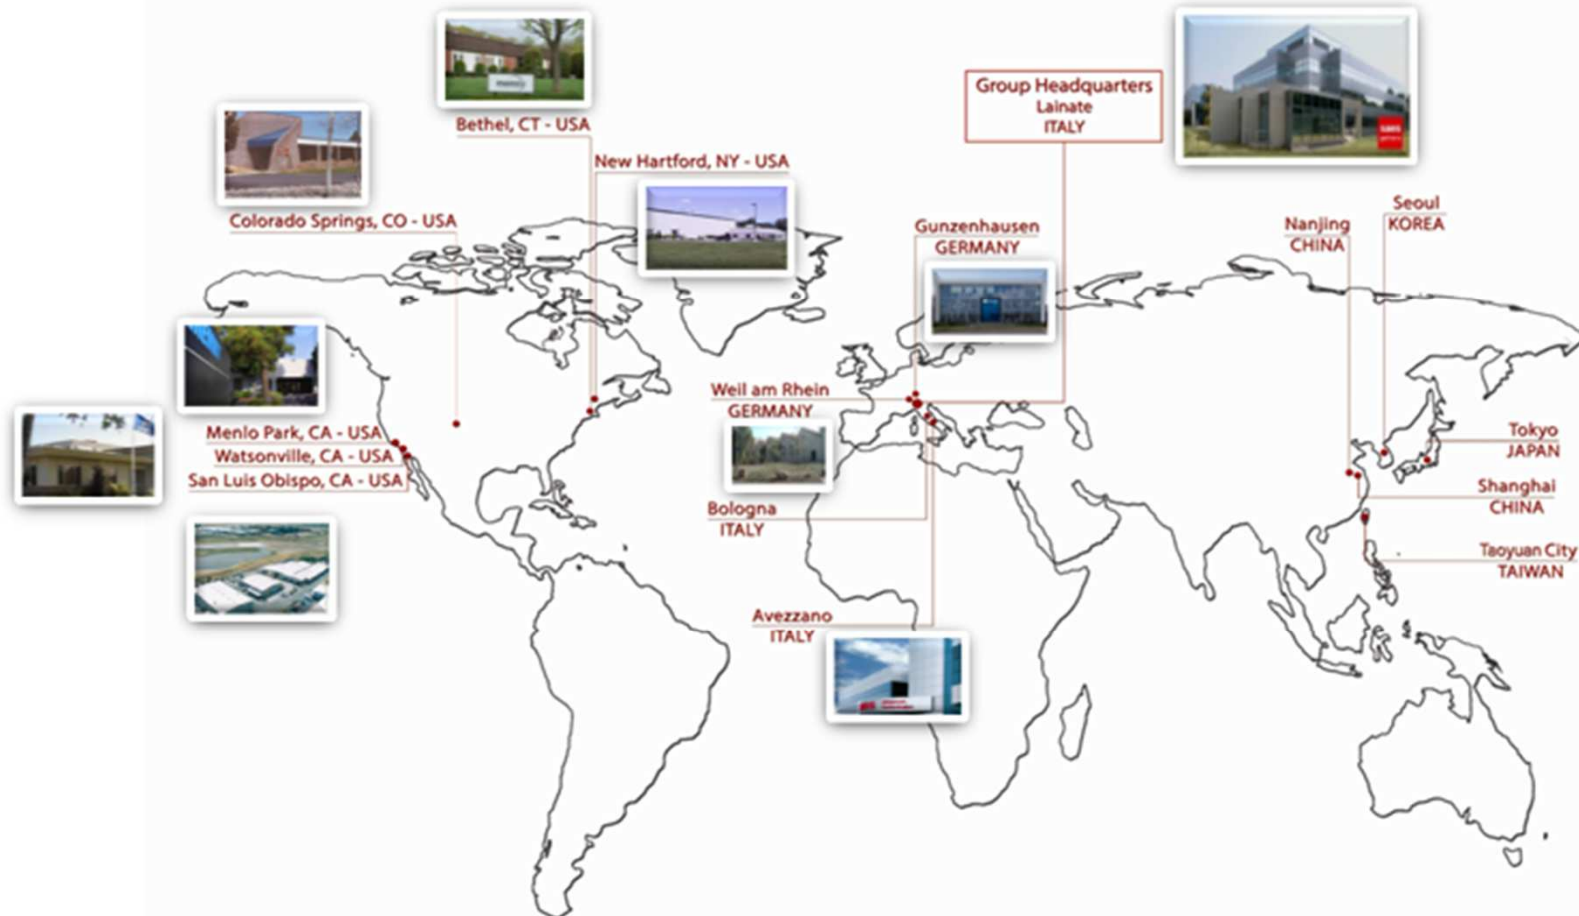 Bethel, CT - USA
New Hartford, NY - USA
Colorado Springs, CO - USA
Group Headquarters
Lainate
ITALY
Gunzenhausen
GERMANY
Nanjing
CHINA
Seoul
KOREA
Weil am Rhein
GERMANY
Menlo Park, CA - USA
Watsonville, CA - USA
San Luis Obispo, CA - USA
Tokyo
JAPAN
Shanghai
CHINA
Bologna
ITALY
Taoyuan City
TAIWAN
Avezzano
ITALY